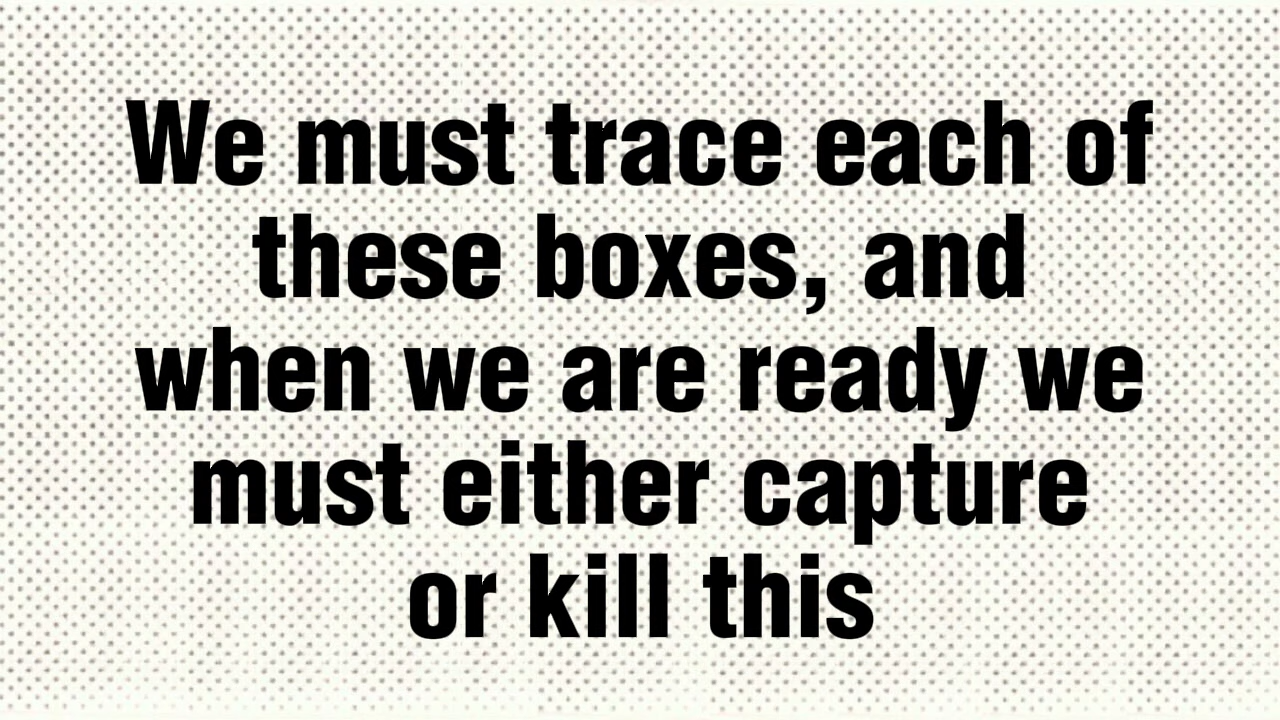 We must trace each of
these boxes, and
when we are ready we
must either capture
or kill this